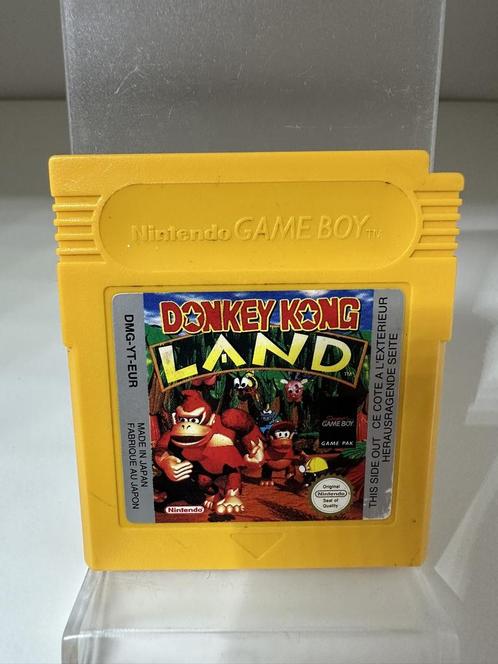 Nintendo GAME BOY TM
DONKEY KONG
LAND
TM
DMG-YT-EUR
MADE IN JAPAN
FABRIQUE AU JAPON
GAME BOY
GAME PAK
Nintendo
Original
Nintendo
Seal of
Quality
THIS SIDE OUT CE COTE A L'EXTERIEUR
HERAUSRAGENDE SEITE